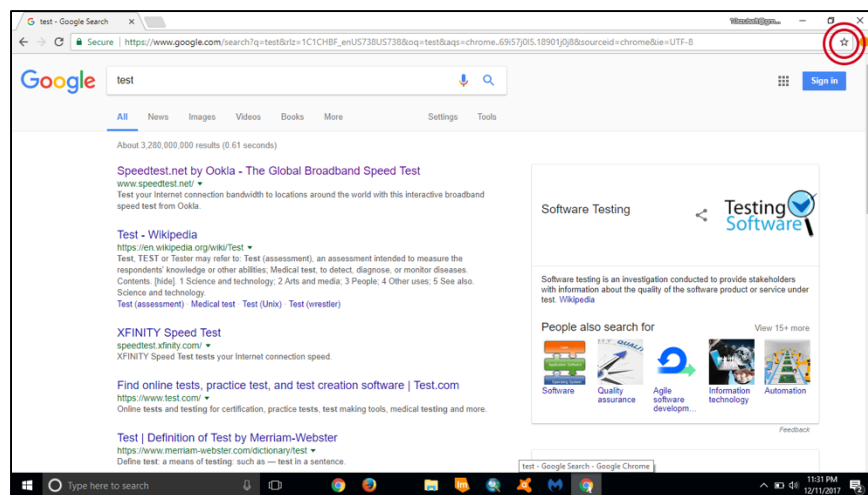 test - Google Search
Secure | https://www.google.com/search?q=test&rlz=1C1CHBF_enUS738US738&oq=test&aqs=chrome..69i57j0l5.18901j0j8&sourceid=chrome&ie=UTF-8
Google
test
Sign in
All News Images Videos Books More Settings Tools
About 3,280,000,000 results (0.61 seconds)
Speedtest.net by Ookla - The Global Broadband Speed Test
www.speedtest.net/
Test your Internet connection bandwidth to locations around the world with this interactive broadband
speed test from Ookla.
Test - Wikipedia
https://en.wikipedia.org/wiki/Test
Test, TEST or Tester may refer to: Test (assessment), an assessment intended to measure the
respondents' knowledge or other abilities; Medical test, to detect, diagnose, or monitor diseases.
Contents. [hide]. 1 Science and technology; 2 Arts and media; 3 People; 4 Other uses; 5 See also.
Science and technology.
Test (assessment) · Medical test · Test (Unix) · Test (wrestler)
XFINITY Speed Test
speedtest.xfinity.com/
XFINITY Speed Test tests your Internet connection speed.
Find online tests, practice test, and test creation software | Test.com
https://www.test.com/
Online tests and testing for certification, practice tests, test making tools, medical testing and more.
Test | Definition of Test by Merriam-Webster
https://www.merriam-webster.com/dictionary/test
Define test: a means of testing: such as — test in a sentence.
Software Testing
Testing
Software
Software testing is an investigation conducted to provide stakeholders
with information about the quality of the software product or service under
test. Wikipedia
People also search for
View 15+ more
QUALITY
Software Quality assurance Agile software developm... Information technology Automation
Feedback
test - Google Search - Google Chrome
Type here to search
11:31 PM
12/11/2017